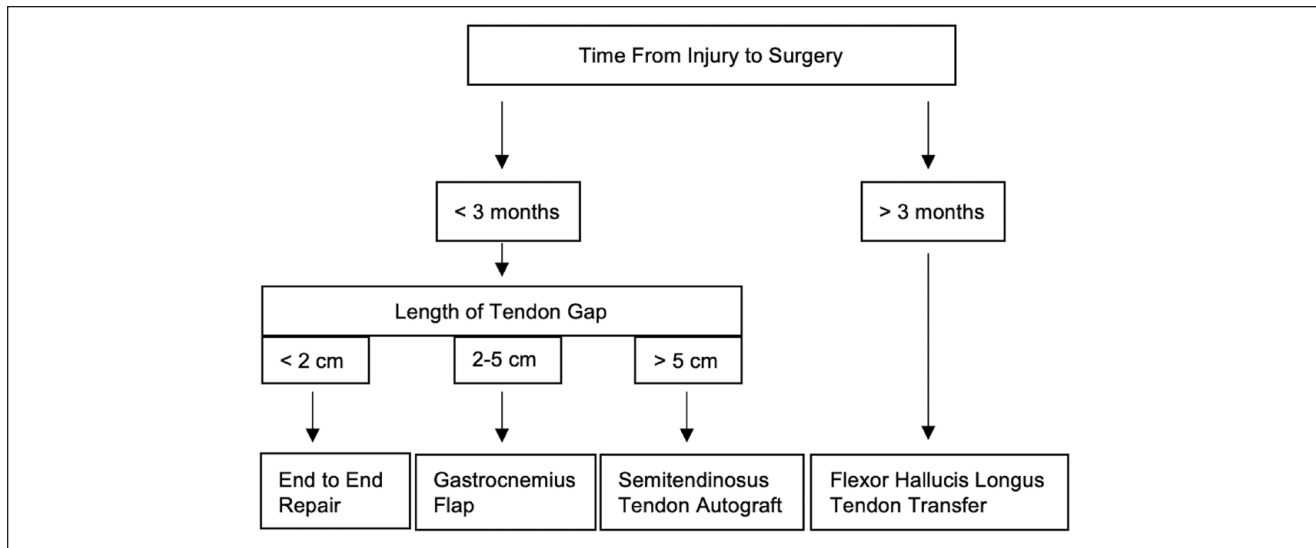 Time From Injury to Surgery
< 3 months
> 3 months
Length of Tendon Gap
< 2 cm
2-5 cm
> 5 cm
End to End
Repair
Gastrocnemius
Flap
Semitendinosus
Tendon Autograft
Flexor Hallucis Longus
Tendon Transfer